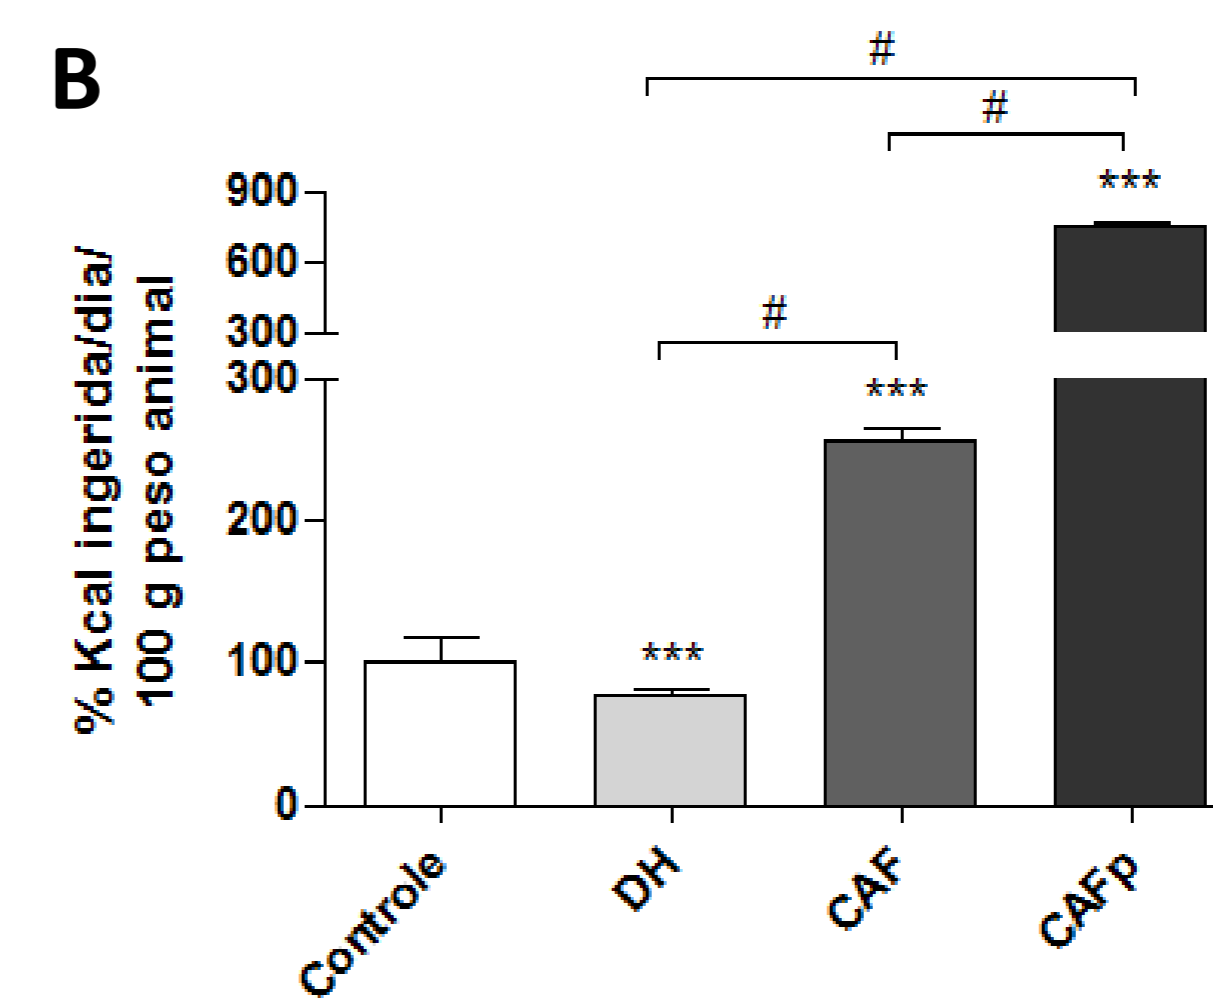 B
#
#
***
900
600
300
#
300
***
200
100
***
0
% Kcal ingerida/dia/
100 g peso animal
Controle
DH
CAF
CAFp